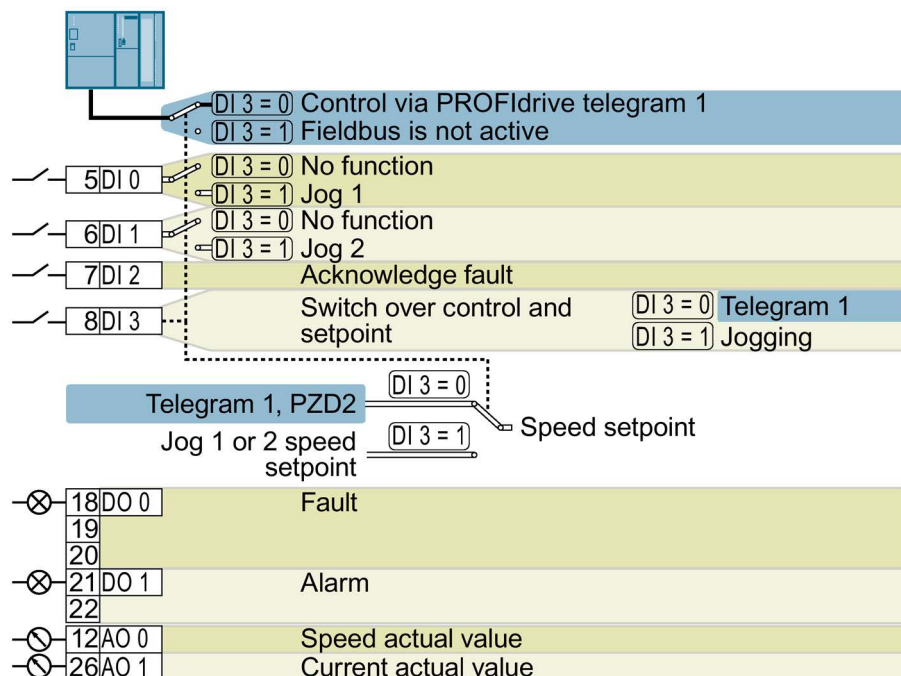 DI 3 = 0 Control via PROFIdrive telegram 1
DI 3 = 1 Fieldbus is not active
5 DI 0 DI 3 = 0 No function
DI 3 = 1 Jog 1
6 DI 1 DI 3 = 0 No function
DI 3 = 1 Jog 2
7 DI 2 Acknowledge fault
8 DI 3 Switch over control and
setpoint
DI 3 = 0 Telegram 1
DI 3 = 1 Jogging
Telegram 1, PZD2 DI 3 = 0
Speed setpoint
Jog 1 or 2 speed
setpoint
DI 3 = 1
18 DO 0 Fault
19
20
21 DO 1 Alarm
22
12 AO 0 Speed actual value
26 AO 1 Current actual value